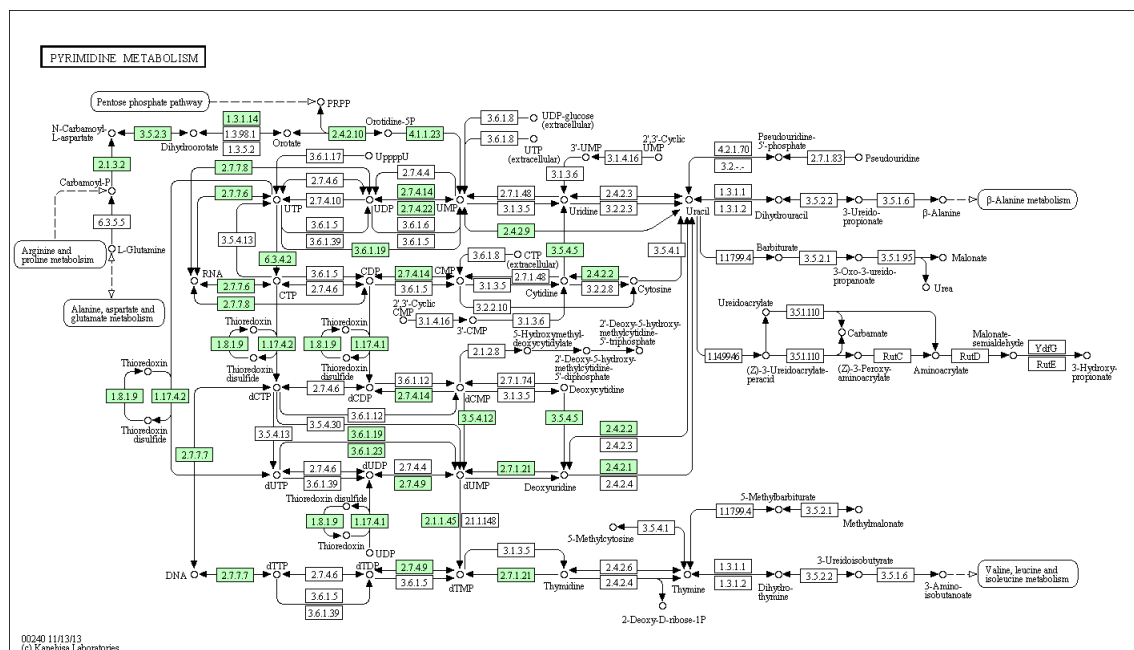 PYRIMIDINE METABOLISM
Pentose phosphate pathway
PRPP
N-Carbamoyl-
L-aspartate
3.5.2.3
Dihydroorotate
1.3.1.14
1.3.98.1
1.3.5.2
Orotate
2.4.2.10
Orotidine-5P
4.1.1.23
3.6.1.8
UDP-glucose
(extracellular)
3.6.1.8
UTP
(extracellular)
3'-UMP
3.1.4.16
2',3'-Cyclic
UMP
3.1.3.6
4.2.1.70
3.2.-.-
Pseudouridine-
5'-phosphate
2.7.1.83
Pseudouridine
2.1.3.2
Carbamoyl-P
6.3.5.5
L-Glutamine
Arginine and
proline metabolsim
Alanine, aspartate and
glutamate metabolism
3.6.1.17
UppppU
2.7.7.8
2.7.7.6
UTP
2.7.4.6
2.7.4.10
3.6.1.5
3.6.1.39
UDP
2.7.4.4
2.7.4.14
2.7.4.22
3.6.1.6
3.6.1.5
3.6.1.19
UMP
2.7.1.48
3.1.3.5
Uridine
2.4.2.3
3.2.2.3
2.4.2.9
Uracil
1.3.1.1
1.3.1.2
Dihydrouracil
3.5.2.2
3-Ureido-
propionate
3.5.1.6
β-Alanine
β-Alanine metabolism
3.5.4.13
6.3.4.2
RNA
2.7.7.6
2.7.7.8
CTP
3.6.1.5
2.7.4.6
CDP
2.7.4.14
3.6.1.5
CMP
3.6.1.8
CTP
(extracellular)
2.7.1.48
3.1.3.5
3.2.2.10
Cytidine
3.5.4.5
2.4.2.2
3.2.2.8
Cytosine
3.5.4.1
2',3'-Cyclic
CMP
3.1.4.16
3'-CMP
3.1.3.6
1.1.7.99.4
Barbiturate
3.5.2.1
3-Oxo-3-ureido-
propanoate
3.5.1.95
Malonate
Urea
Ureidoacrylate
3.5.1.110
Carbamate
1.14.99.46
(Z)-3-Ureidoacrylate-
peracid
3.5.1.110
(Z)-3-Peroxy-
aminoacrylate
RutC
Aminoacrylate
RutD
Malonate-
semialdehyde
YdfG
RutE
3-Hydroxy-
propionate
Thioredoxin
1.8.1.9
1.17.4.2
Thioredoxin
disulfide
Thioredoxin
1.8.1.9
1.17.4.1
Thioredoxin
disulfide
Thioredoxin
1.8.1.9
1.17.4.2
Thioredoxin
disulfide
2.1.2.8
5-Hydroxymethyl-
deoxycytidylate
2'-Deoxy-5-hydroxy-
methylcytidine-
5'-triphosphate
2'-Deoxy-5-hydroxy-
methylcytidine-
5'-diphosphate
dCTP
2.7.4.6
dCDP
3.6.1.12
2.7.4.14
dCMP
2.7.1.74
3.1.3.5
Deoxycytidine
3.6.1.12
3.5.4.30
3.5.4.13
3.6.1.19
3.6.1.23
3.5.4.12
3.5.4.5
2.7.7.7
2.4.2.2
2.4.2.3
2.4.2.1
2.4.2.4
dUTP
2.7.4.6
3.6.1.39
dUDP
2.7.4.4
2.7.4.9
dUMP
2.7.1.21
Deoxyuridine
Thioredoxin disulfide
1.8.1.9
1.17.4.1
Thioredoxin
UDP
2.1.1.45
2.1.1.148
5-Methylcytosine
3.5.4.1
5-Methylbarbiturate
1.1.7.99.4
3.5.2.1
Methylmalonate
DNA
2.7.7.7
dTTP
2.7.4.6
3.6.1.5
3.6.1.39
dTDP
2.7.4.9
3.6.1.5
dTMP
3.1.3.5
2.7.1.21
Thymidine
2.4.2.6
2.4.2.4
Thymine
2-Deoxy-D-ribose-1P
1.3.1.1
1.3.1.2
Dihydro-
thymine
3.5.2.2
3-Ureidoisobutyrate
3.5.1.6
3-Amino-
isobutanoate
Valine, leucine and
isoleucine metabolism
00240 11/13/13
(c) Kanehisa Laboratories